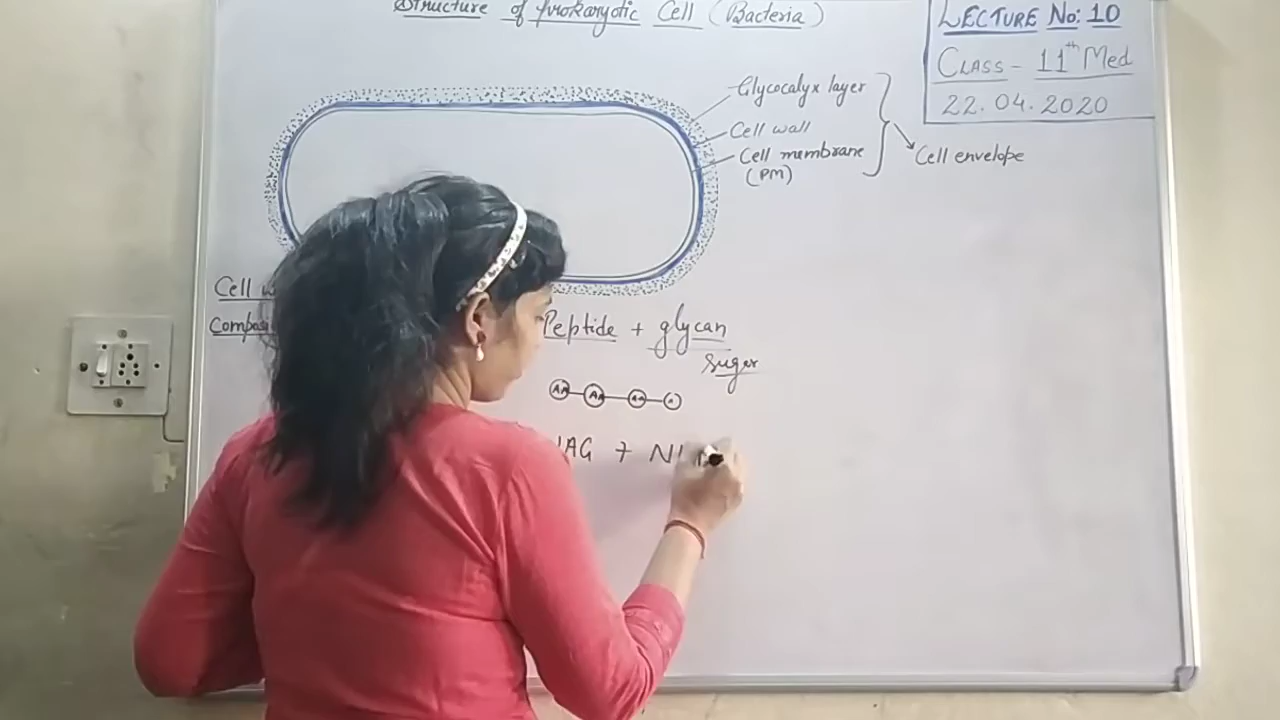 Structure of Prokaryotic Cell (Bacteria)
LECTURE No: 10
CLASS - 11th Med
22.04.2020
Glycocalyx layer
Cell wall
Cell membrane
(PM)
Cell envelope
Cell
Peptide + glycan
sugar
AA AA AA
NAG +